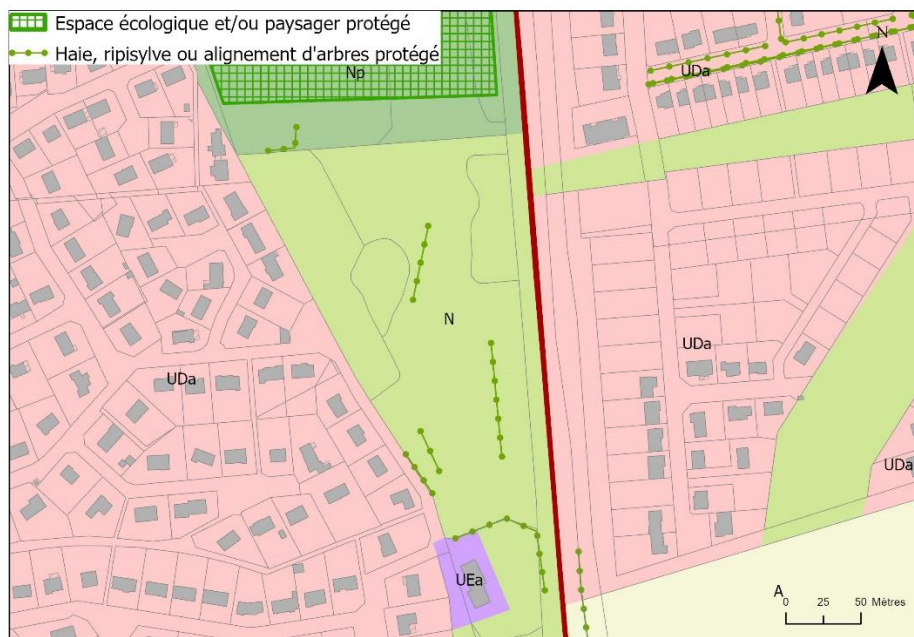 Espace écologique et/ou paysager protégé
Haie, ripisylve ou alignement d'arbres protégé
N
Np
UDa
N
UDa
UDa
UDa
UEa
A
0 25 50 Mètres